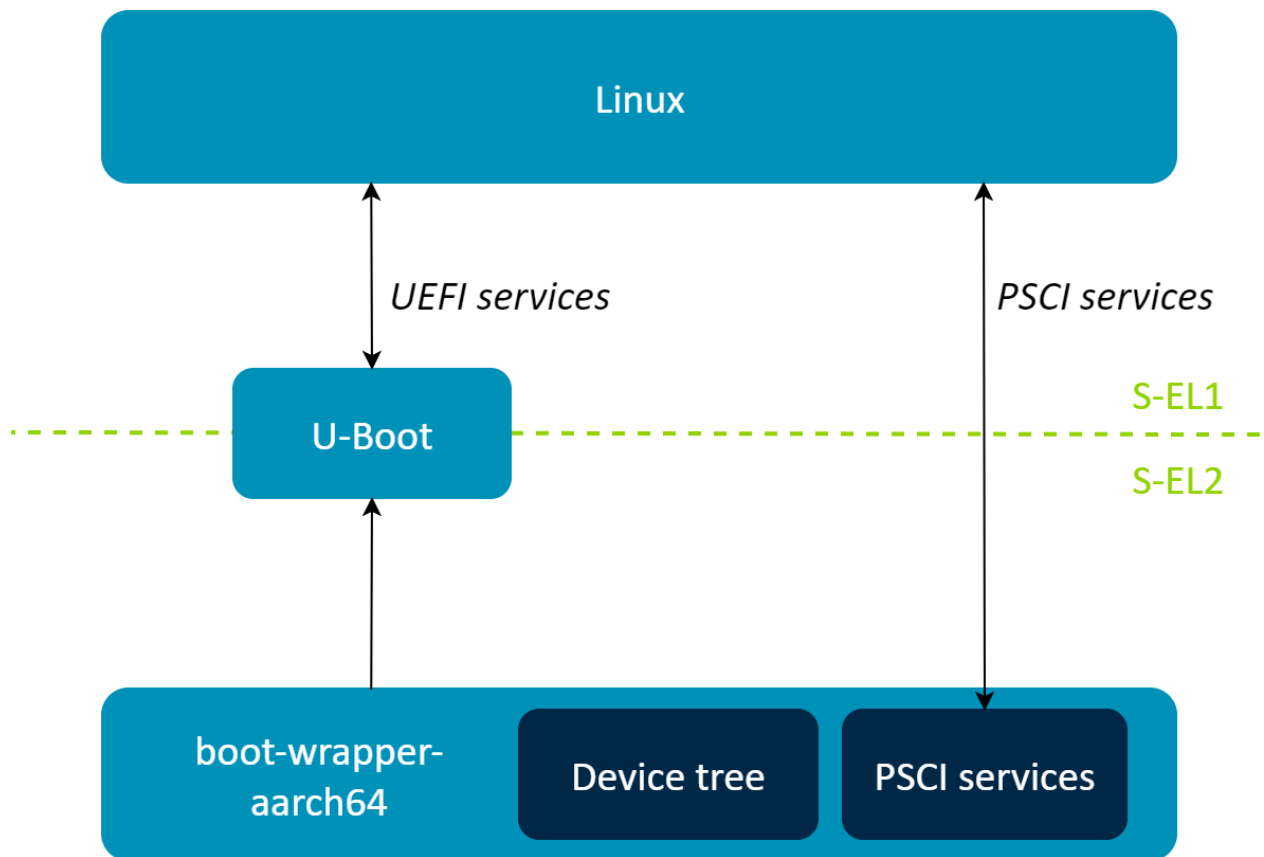 Linux
UEFI services
PSCI services
S-EL1
U-Boot
S-EL2
boot-wrapper-
aarch64
Device tree
PSCI services